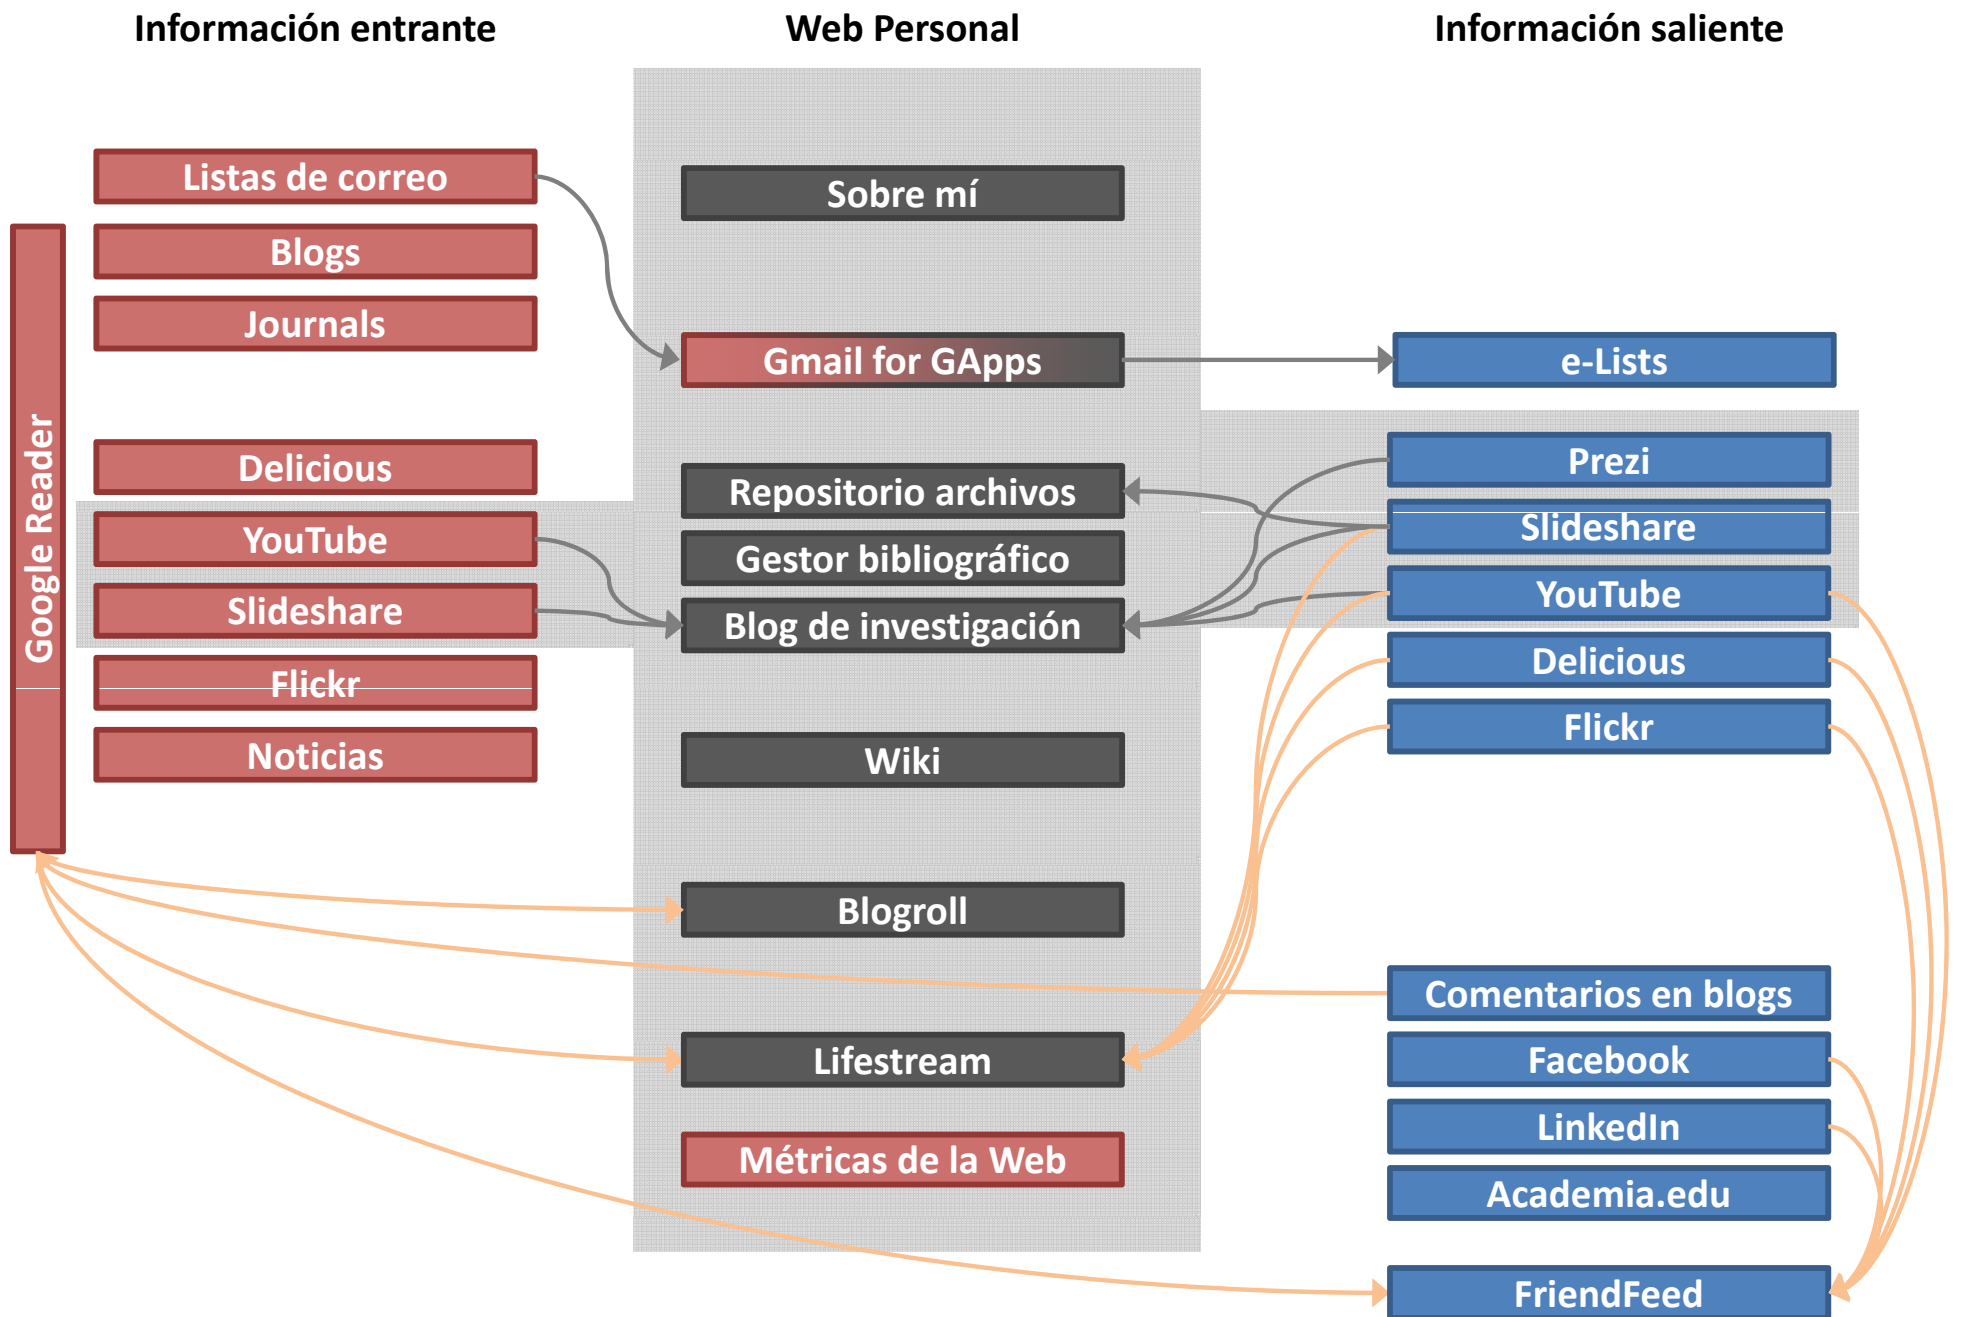 Información entrante
Web Personal
Información saliente
Google Reader
Listas de correo
Blogs
Journals
Delicious
YouTube
Slideshare
Flickr
Noticias
Sobre mí
Gmail for GApps
Repositorio archivos
Gestor bibliográfico
Blog de investigación
Wiki
Blogroll
Lifestream
Métricas de la Web
e-Lists
Prezi
Slideshare
YouTube
Delicious
Flickr
Comentarios en blogs
Facebook
LinkedIn
Academia.edu
FriendFeed